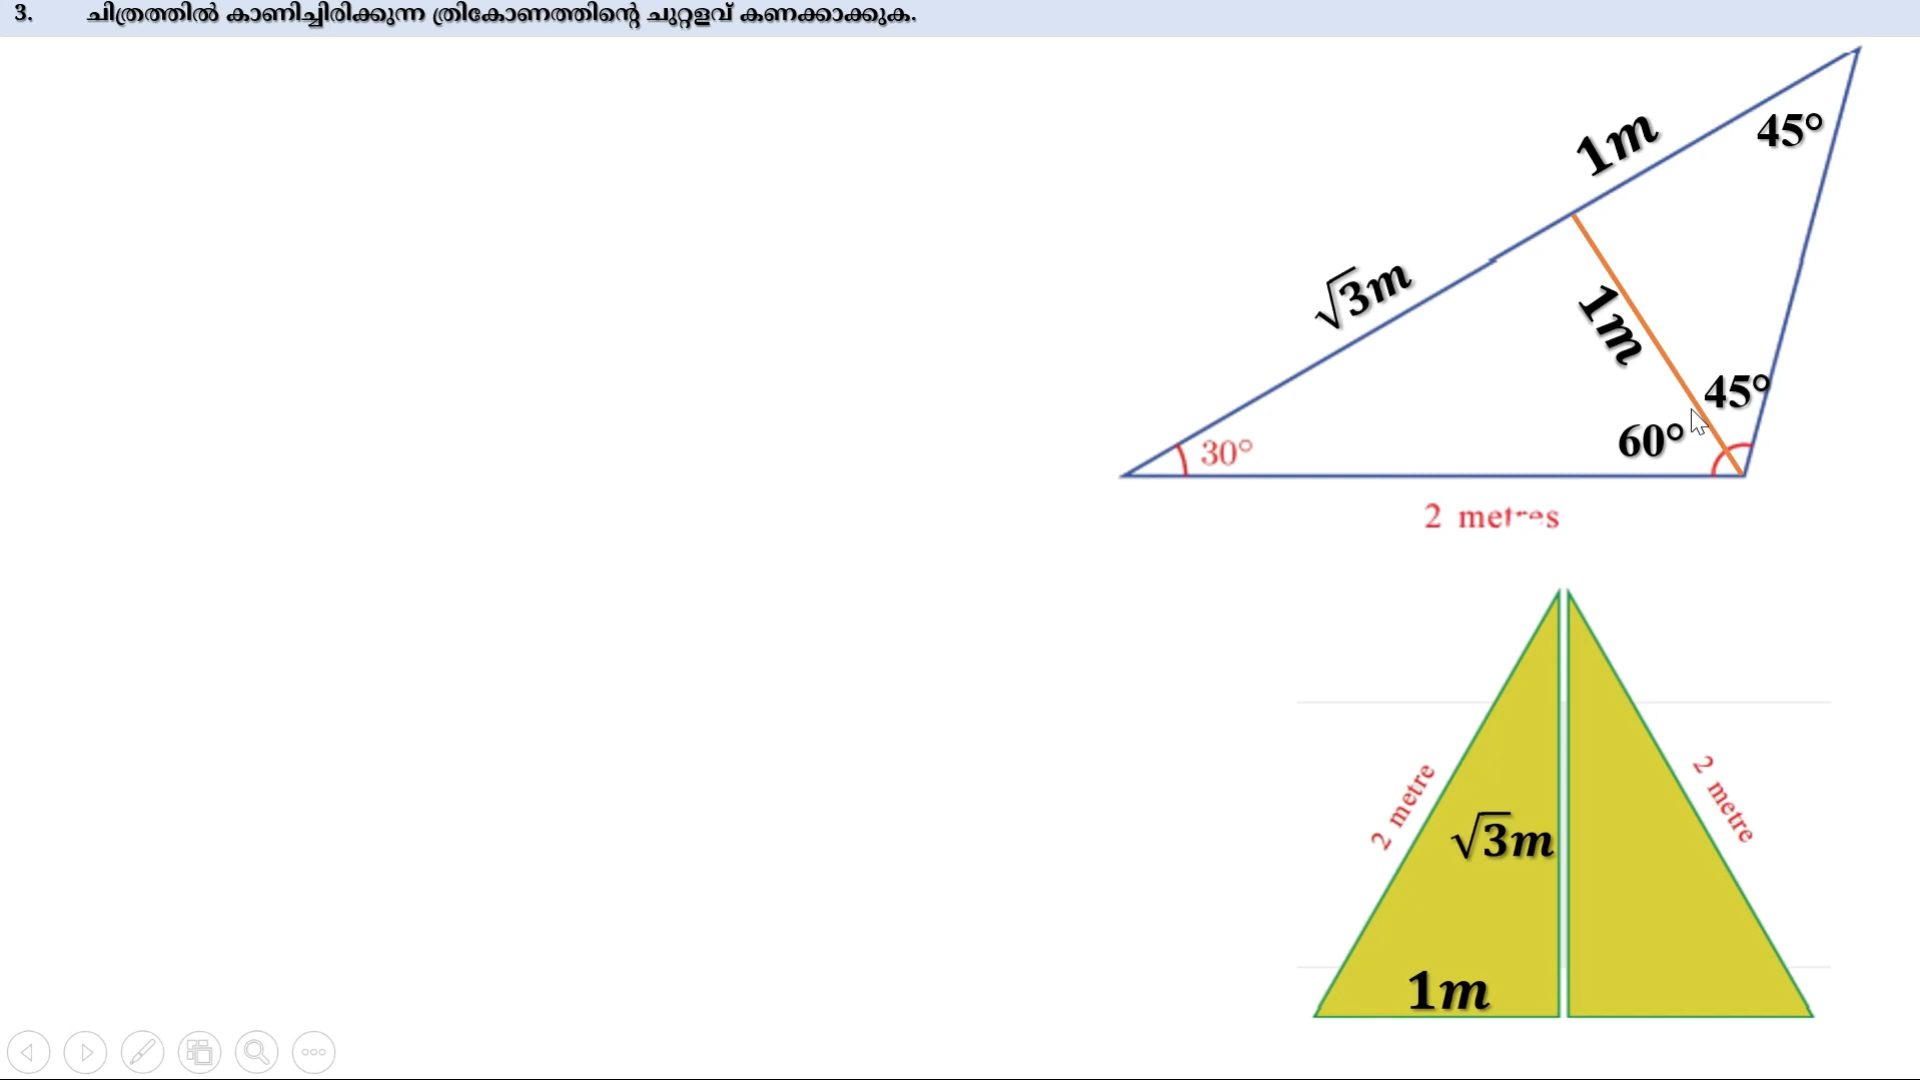 3. ചിത്രത്തിൽ കാണിച്ചിരിക്കുന്ന ത്രികോണത്തിന്റെ ചുറ്റളവ് കണക്കാക്കുക.
1m
45°
√3m
1m
45°
60°
30°
2 metres
2 metre
2 metre
√3m
1m